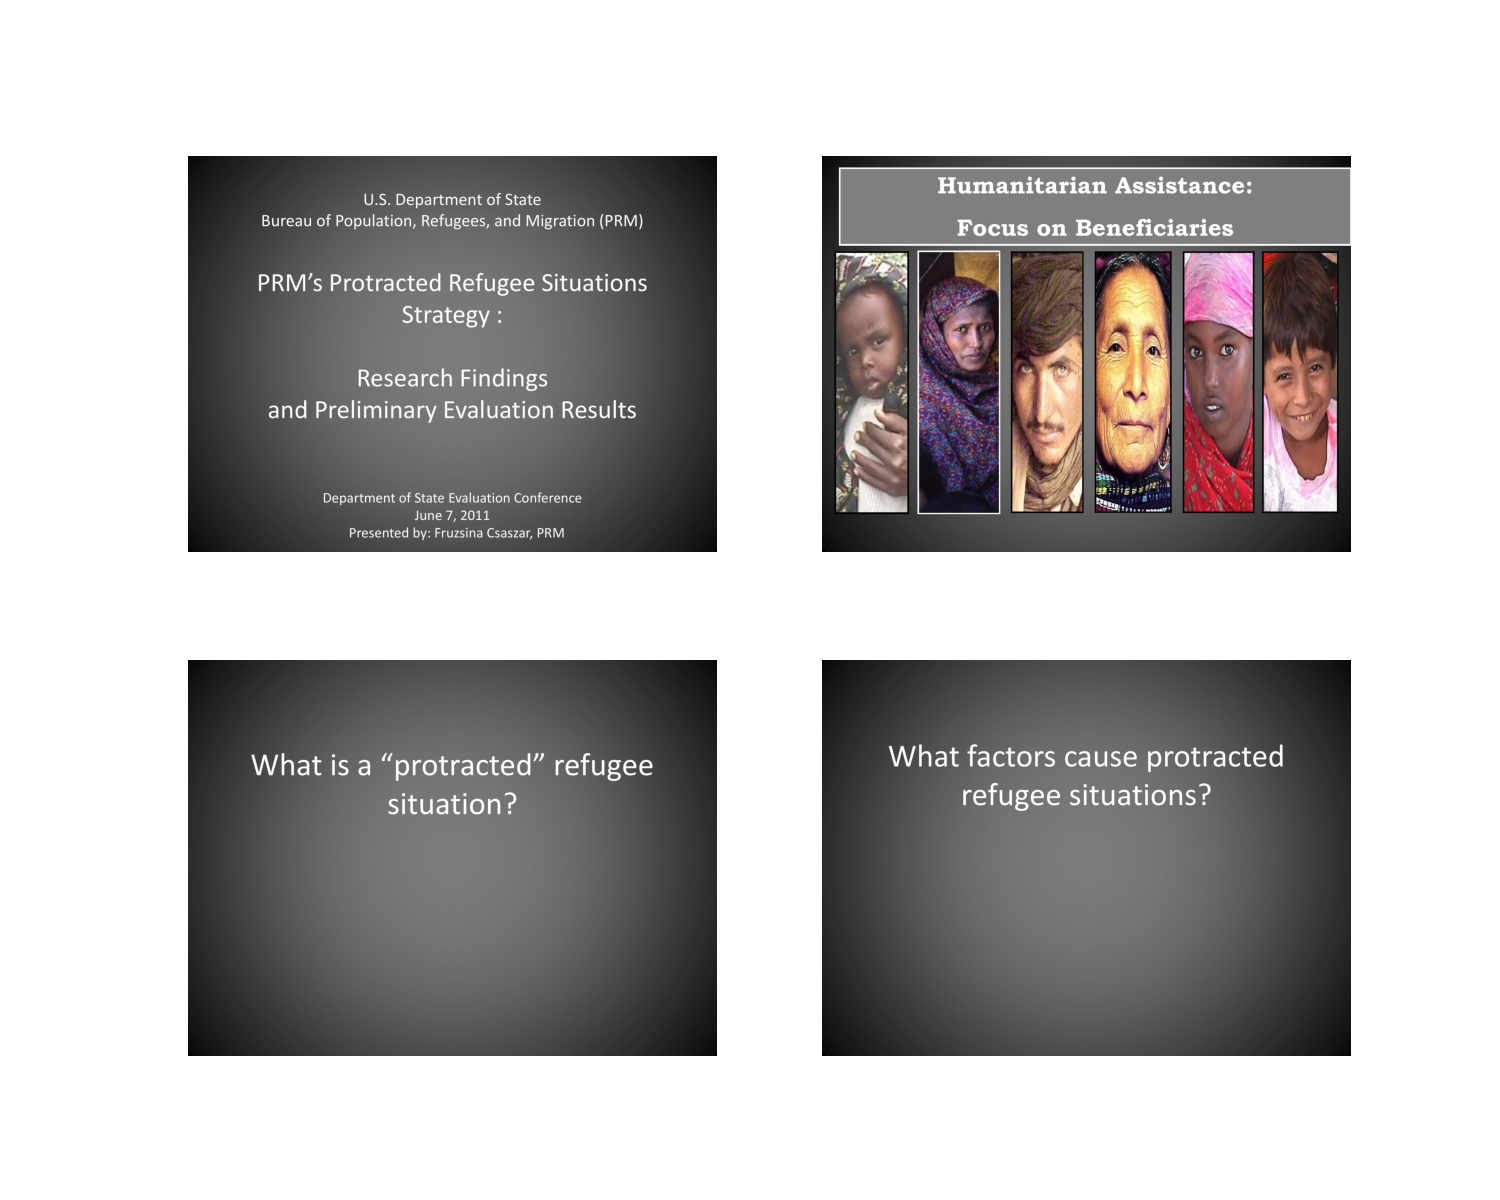 U.S. Department of State
Bureau of Population, Refugees, and Migration (PRM)
PRM’s Protracted Refugee Situations
Strategy :
Research Findings
and Preliminary Evaluation Results
Department of State Evaluation Conference
June 7, 2011
Presented by: Fruzsina Csaszar, PRM
Humanitarian Assistance:
Focus on Beneficiaries
What is a “protracted” refugee
situation?
What factors cause protracted
refugee situations?